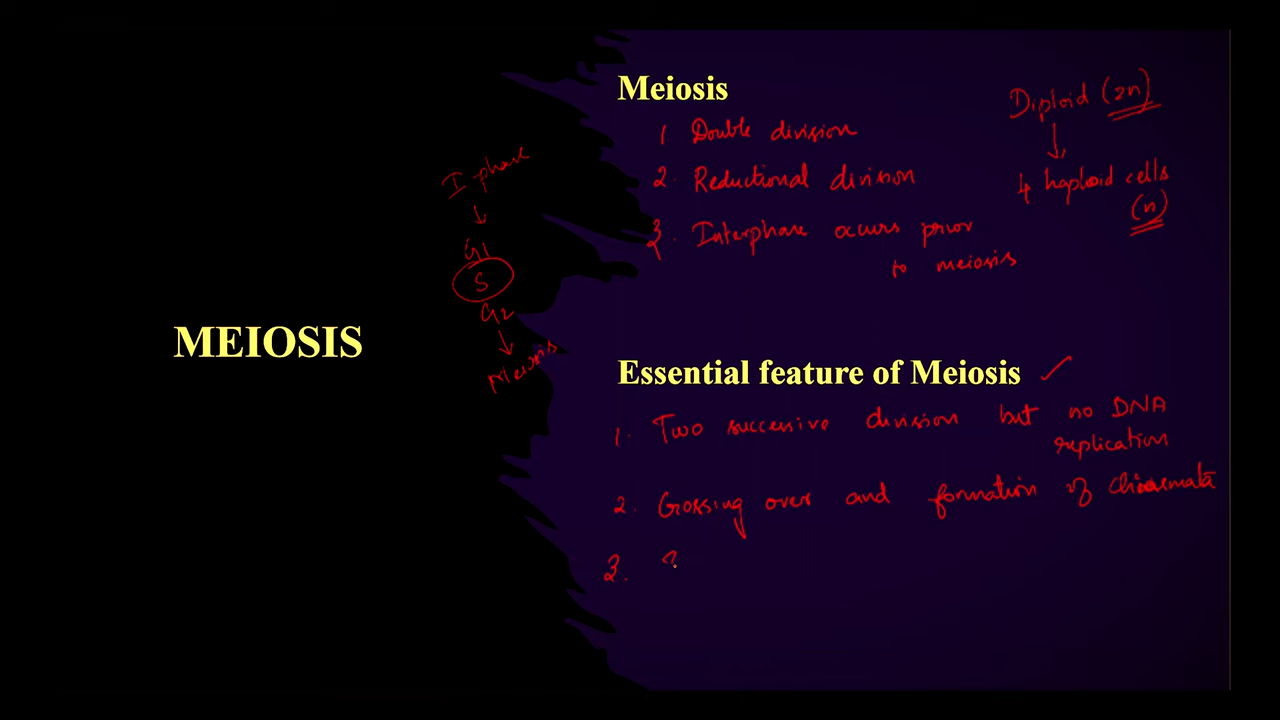 MEIOSIS
I-phase
↓
G1
S
G2
↓
Meiosis
Meiosis
1 Double division
2. Reductional division
3. Interphase occurs prior
to meiosis
Diploid (2n)
↓
4 haploid cells
(n)
Essential feature of Meiosis ✓
1. Two successive division but no DNA
replication
2. Crossing over and formation of
3.